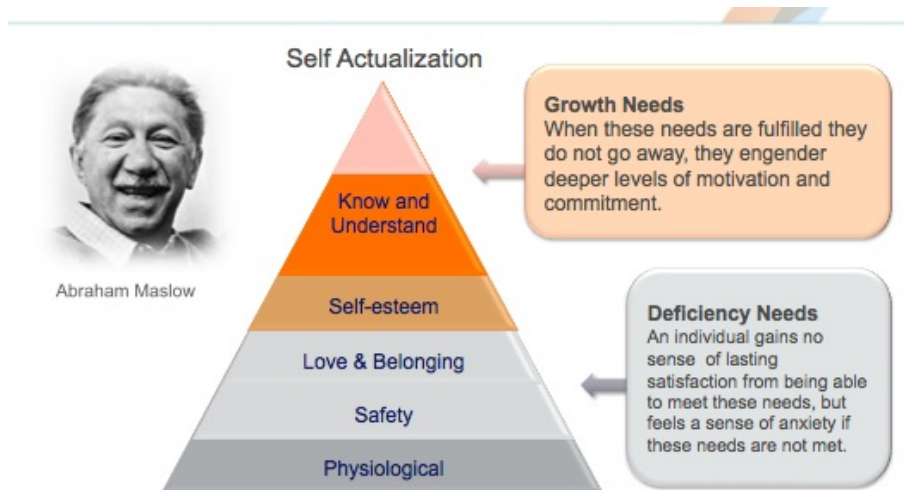 Self Actualization
Growth Needs
When these needs are fulfilled they
do not go away, they engender
deeper levels of motivation and
commitment.
Know and
Understand
Abraham Maslow
Self-esteem
Deficiency Needs
An individual gains no
sense of lasting
satisfaction from being able
to meet these needs, but
feels a sense of anxiety if
these needs are not met.
Love & Belonging
Safety
Physiological